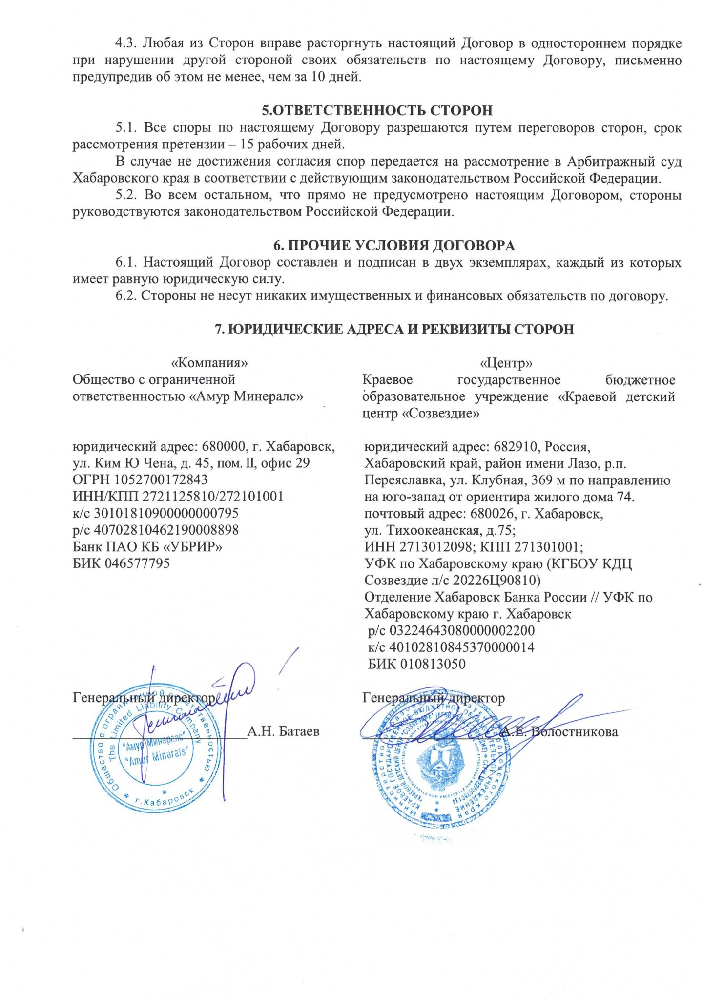 4.3. Любая из Сторон вправе расторгнуть настоящий Договор в одностороннем порядке
при нарушении другой стороной своих обязательств по настоящему Договору, письменно
предупредив об этом не менее, чем за 10 дней.
5.ОТВЕТСТВЕННОСТЬ СТОРОН
5.1. Все споры по настоящему Договору разрешаются путем переговоров сторон, срок
рассмотрения претензии – 15 рабочих дней.
В случае не достижения согласия спор передается на рассмотрение в Арбитражный суд
Хабаровского края в соответствии с действующим законодательством Российской Федерации.
5.2. Во всем остальном, что прямо не предусмотрено настоящим Договором, стороны
руководствуются законодательством Российской Федерации.
6. ПРОЧИЕ УСЛОВИЯ ДОГОВОРА
6.1. Настоящий Договор составлен и подписан в двух экземплярах, каждый из которых
имеет равную юридическую силу.
6.2. Стороны не несут никаких имущественных и финансовых обязательств по договору.
7. ЮРИДИЧЕСКИЕ АДРЕСА И РЕКВИЗИТЫ СТОРОН
«Компания»
Общество с ограниченной
ответственностью «Амур Минералс»
юридический адрес: 680000, г. Хабаровск,
ул. Ким Ю Чена, д. 45, пом. II, офис 29
ОГРН 1052700172843
ИНН/КПП 2721125810/272101001
к/с 30101810900000000795
р/с 40702810462190008898
Банк ПАО КБ «УБРИР»
БИК 046577795
Генеральный директор
А.Н. Батаев
Общество с ограниченной ответственностью
The Limited Liability Company
"Амур Минералс"
"Amur Minerals"
* г.Хабаровск *
«Центр»
Краевое государственное бюджетное
образовательное учреждение «Краевой детский
центр «Созвездие»
юридический адрес: 682910, Россия,
Хабаровский край, район имени Лазо, р.п.
Переяславка, ул. Клубная, 369 м по направлению
на юго-запад от ориентира жилого дома 74.
почтовый адрес: 680026, г. Хабаровск,
ул. Тихоокеанская, д.75;
ИНН 2713012098; КПП 271301001;
УФК по Хабаровскому краю (КГБОУ КДЦ
Созвездие л/с 20226Ц90810)
Отделение Хабаровск Банка России // УФК по
Хабаровскому краю г. Хабаровск
р/с 03224643080000002200
к/с 40102810845370000014
БИК 010813050
Генеральный директор
А.Е. Волостникова
КРАЕВОЕ ГОСУДАРСТВЕННОЕ БЮДЖЕТНОЕ ОБРАЗОВАТЕЛЬНОЕ УЧРЕЖДЕНИЕ
"КРАЕВОЙ ДЕТСКИЙ ЦЕНТР "СОЗВЕЗДИЕ"